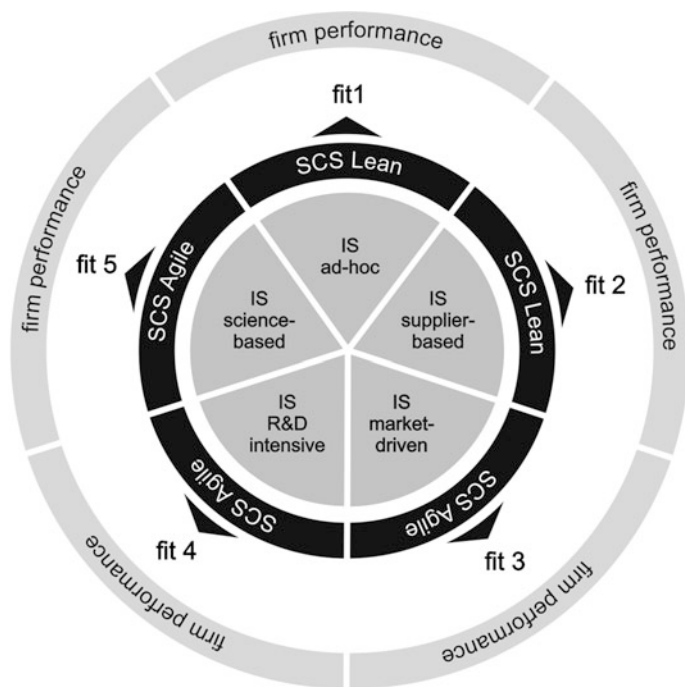 firm performance
fit1
SCS Lean
IS
ad-hoc
firm performance
fit 2
SCS Lean
IS
supplier-
based
firm performance
fit 3
SCS Agile
IS
market-
driven
firm performance
fit 4
SCS Agile
IS
R&D
intensive
firm performance
fit 5
SCS Agile
IS
science-
based